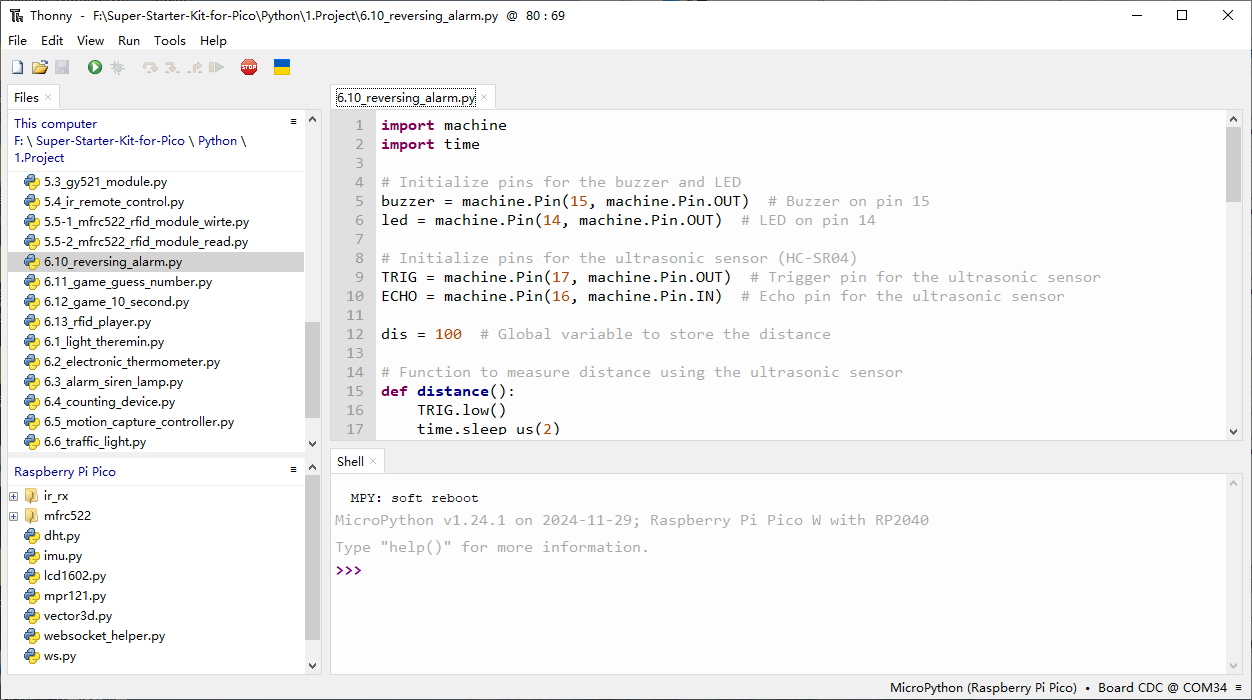 Thonny - F:\Super-Starter-Kit-for-Pico\Python\1.Project\6.10_reversing_alarm.py @ 80 : 69
File Edit View Run Tools Help
STOP
Files
This computer
F: \ Super-Starter-Kit-for-Pico \ Python \
1.Project
5.3_gy521_module.py
5.4_ir_remote_control.py
5.5-1_mfrc522_rfid_module_wirte.py
5.5-2_mfrc522_rfid_module_read.py
6.10_reversing_alarm.py
6.11_game_guess_number.py
6.12_game_10_second.py
6.13_rfid_player.py
6.1_light_theremin.py
6.2_electronic_thermometer.py
6.3_alarm_siren_lamp.py
6.4_counting_device.py
6.5_motion_capture_controller.py
6.6_traffic_light.py
Raspberry Pi Pico
ir_rx
mfrc522
dht.py
imu.py
lcd1602.py
mpr121.py
vector3d.py
websocket_helper.py
ws.py
6.10_reversing_alarm.py
1 import machine
2 import time
3
4 # Initialize pins for the buzzer and LED
5 buzzer = machine.Pin(15, machine.Pin.OUT)  # Buzzer on pin 15
6 led = machine.Pin(14, machine.Pin.OUT)  # LED on pin 14
7
8 # Initialize pins for the ultrasonic sensor (HC-SR04)
9 TRIG = machine.Pin(17, machine.Pin.OUT)  # Trigger pin for the ultrasonic sensor
10 ECHO = machine.Pin(16, machine.Pin.IN)  # Echo pin for the ultrasonic sensor
11
12 dis = 100  # Global variable to store the distance
13
14 # Function to measure distance using the ultrasonic sensor
15 def distance():
16     TRIG.low()
17     time.sleep_us(2)
Shell
MPY: soft reboot
MicroPython v1.24.1 on 2024-11-29; Raspberry Pi Pico W with RP2040
Type "help()" for more information.
>>>
MicroPython (Raspberry Pi Pico) • Board CDC @ COM34